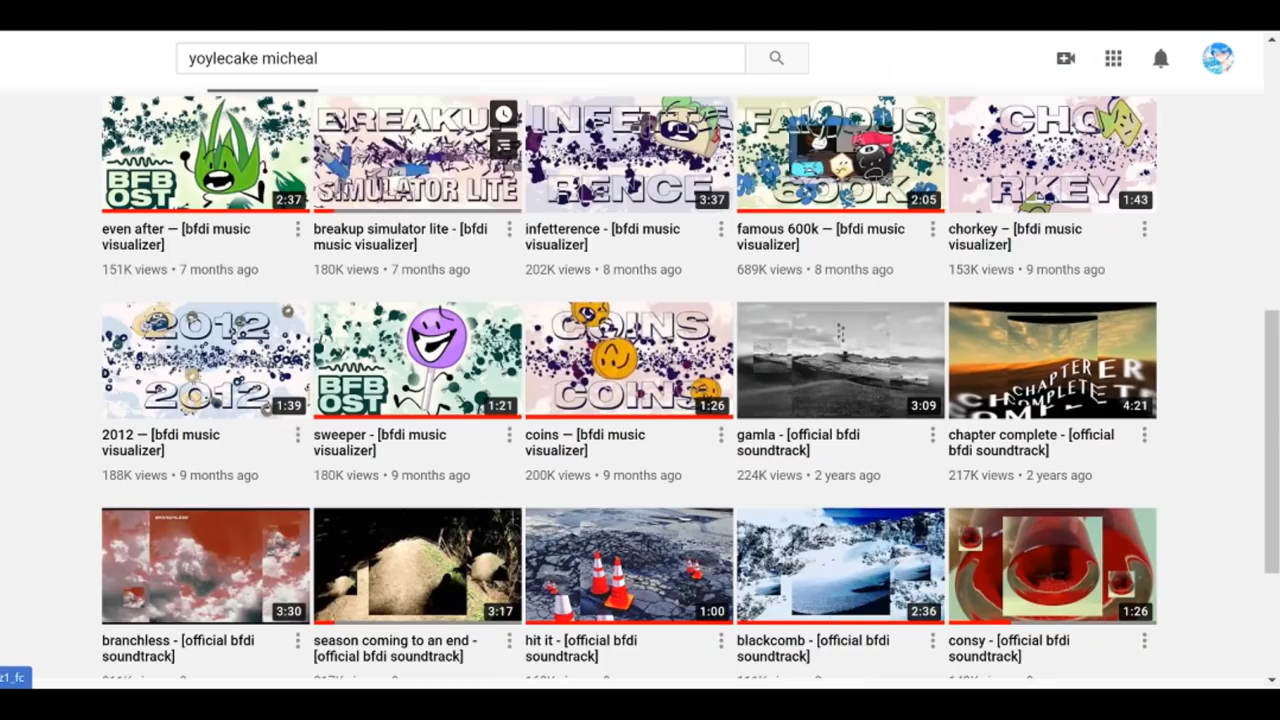 yoylecake micheal
BFB
OST
2:37
BREAKUP
SIMULATOR LITE
3:37
2:05
CHO
RKEY
1:43
even after — [bfdi music
visualizer]
151K views • 7 months ago
breakup simulator lite - [bfdi
music visualizer]
180K views • 7 months ago
infetterence - [bfdi music
visualizer]
202K views • 8 months ago
famous 600k — [bfdi music
visualizer]
689K views • 8 months ago
chorkey – [bfdi music
visualizer]
153K views • 9 months ago
2012
2012
1:39
BFB
OST
1:21
COINS
COINS
1:26
3:09
CHAPTER
COMPLETE
4:21
2012 — [bfdi music
visualizer]
188K views • 9 months ago
sweeper - [bfdi music
visualizer]
180K views • 9 months ago
coins — [bfdi music
visualizer]
200K views • 9 months ago
gamla - [official bfdi
soundtrack]
224K views • 2 years ago
chapter complete - [official
bfdi soundtrack]
217K views • 2 years ago
BRANCHLESS
3:30
3:17
1:00
2:36
1:26
branchless - [official bfdi
soundtrack]
season coming to an end -
[official bfdi soundtrack]
hit it - [official bfdi
soundtrack]
blackcomb - [official bfdi
soundtrack]
consy - [official bfdi
soundtrack]
z1_fc